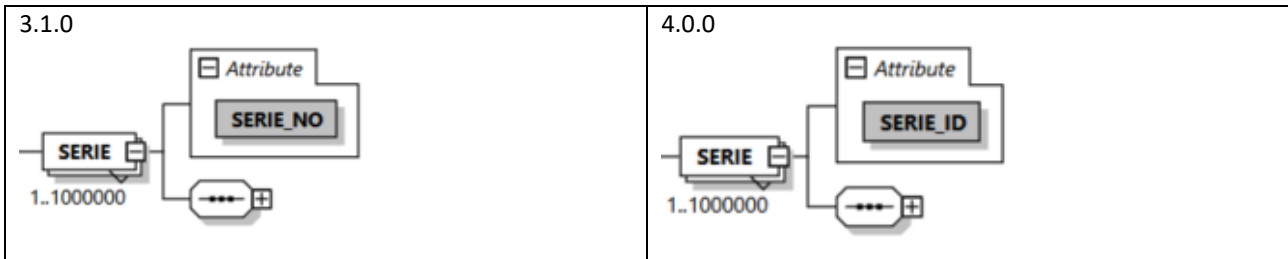 3.1.0
Attribute
SERIE_NO
SERIE
1..1000000
4.0.0
Attribute
SERIE_ID
SERIE
1..1000000